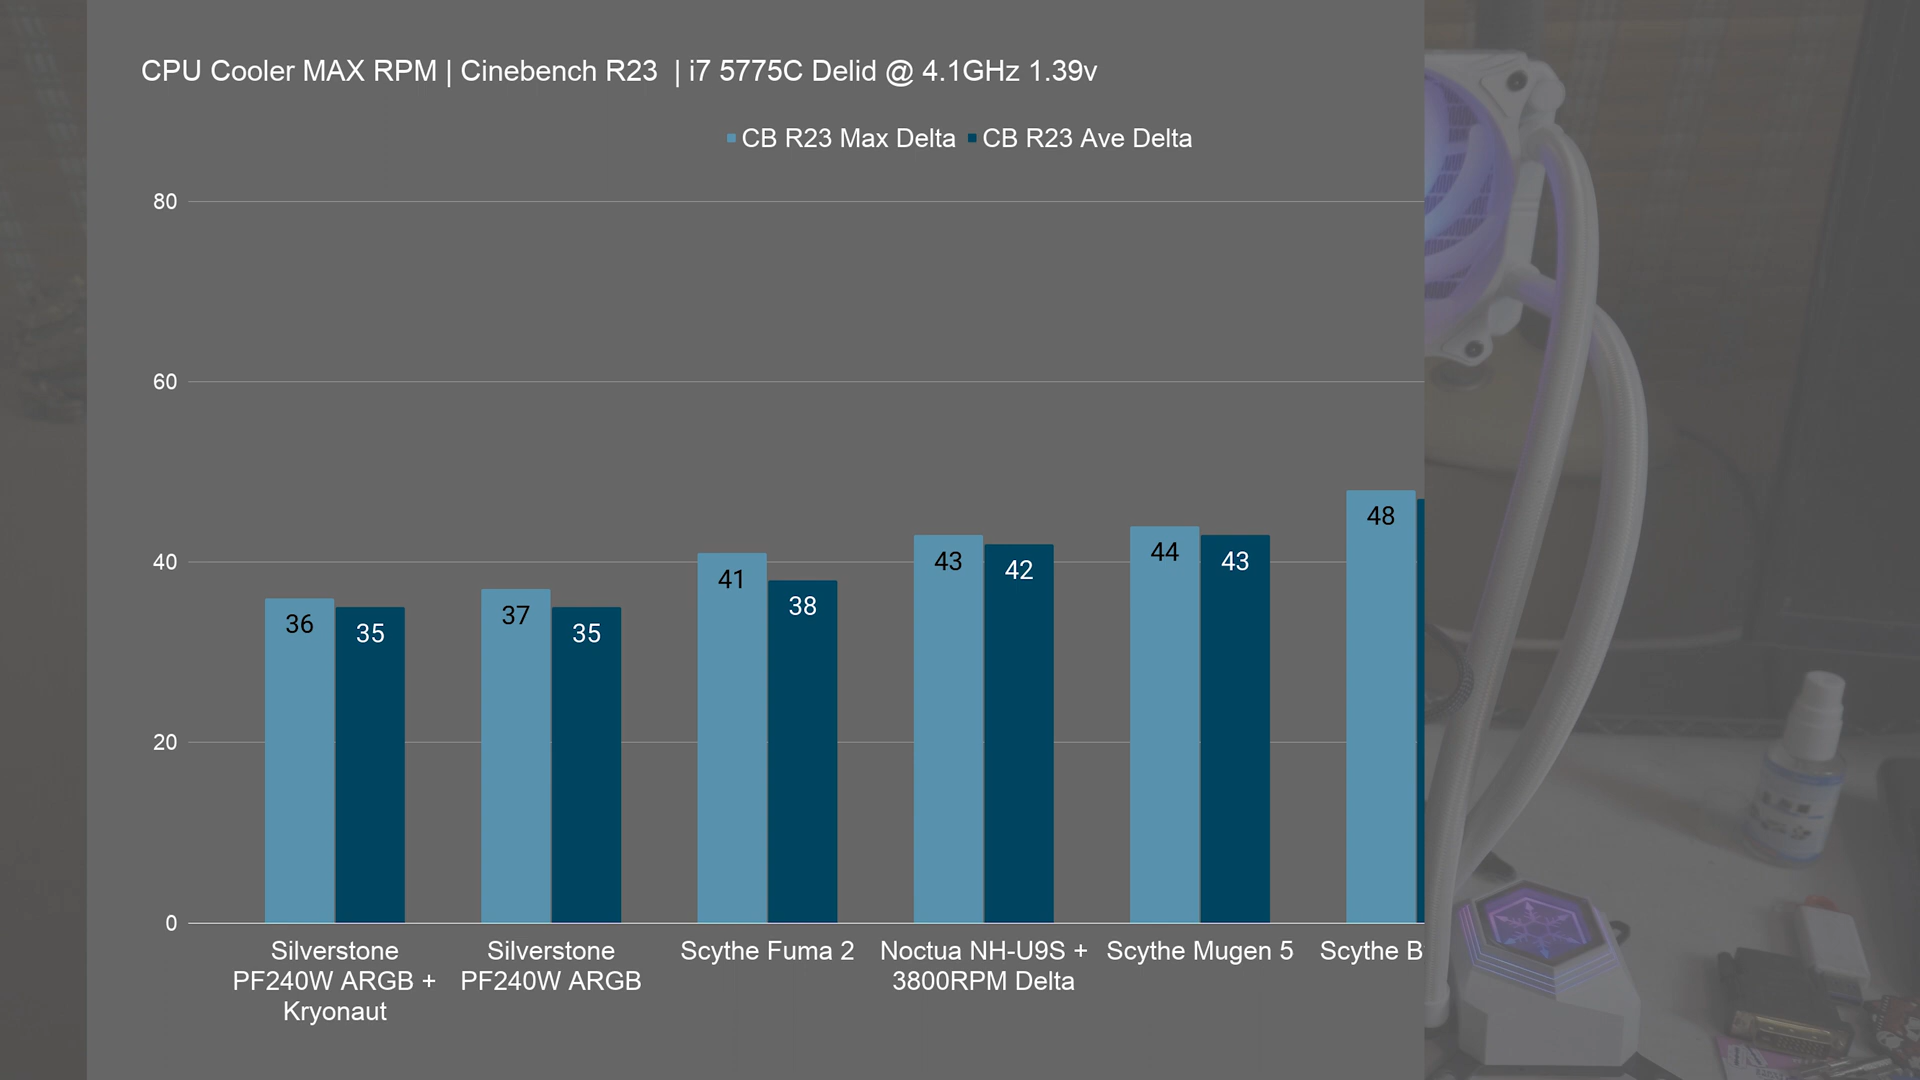 CPU Cooler MAX RPM | Cinebench R23 | i7 5775C Delid @ 4.1GHz 1.39v
CB R23 Max Delta CB R23 Ave Delta
80
60
40
20
0
36 35 37 35 41 38 43 42 44 43 48
Silverstone
PF240W ARGB +
Kryonaut
Silverstone
PF240W ARGB
Scythe Fuma 2
Noctua NH-U9S +
3800RPM Delta
Scythe Mugen 5
Scythe B